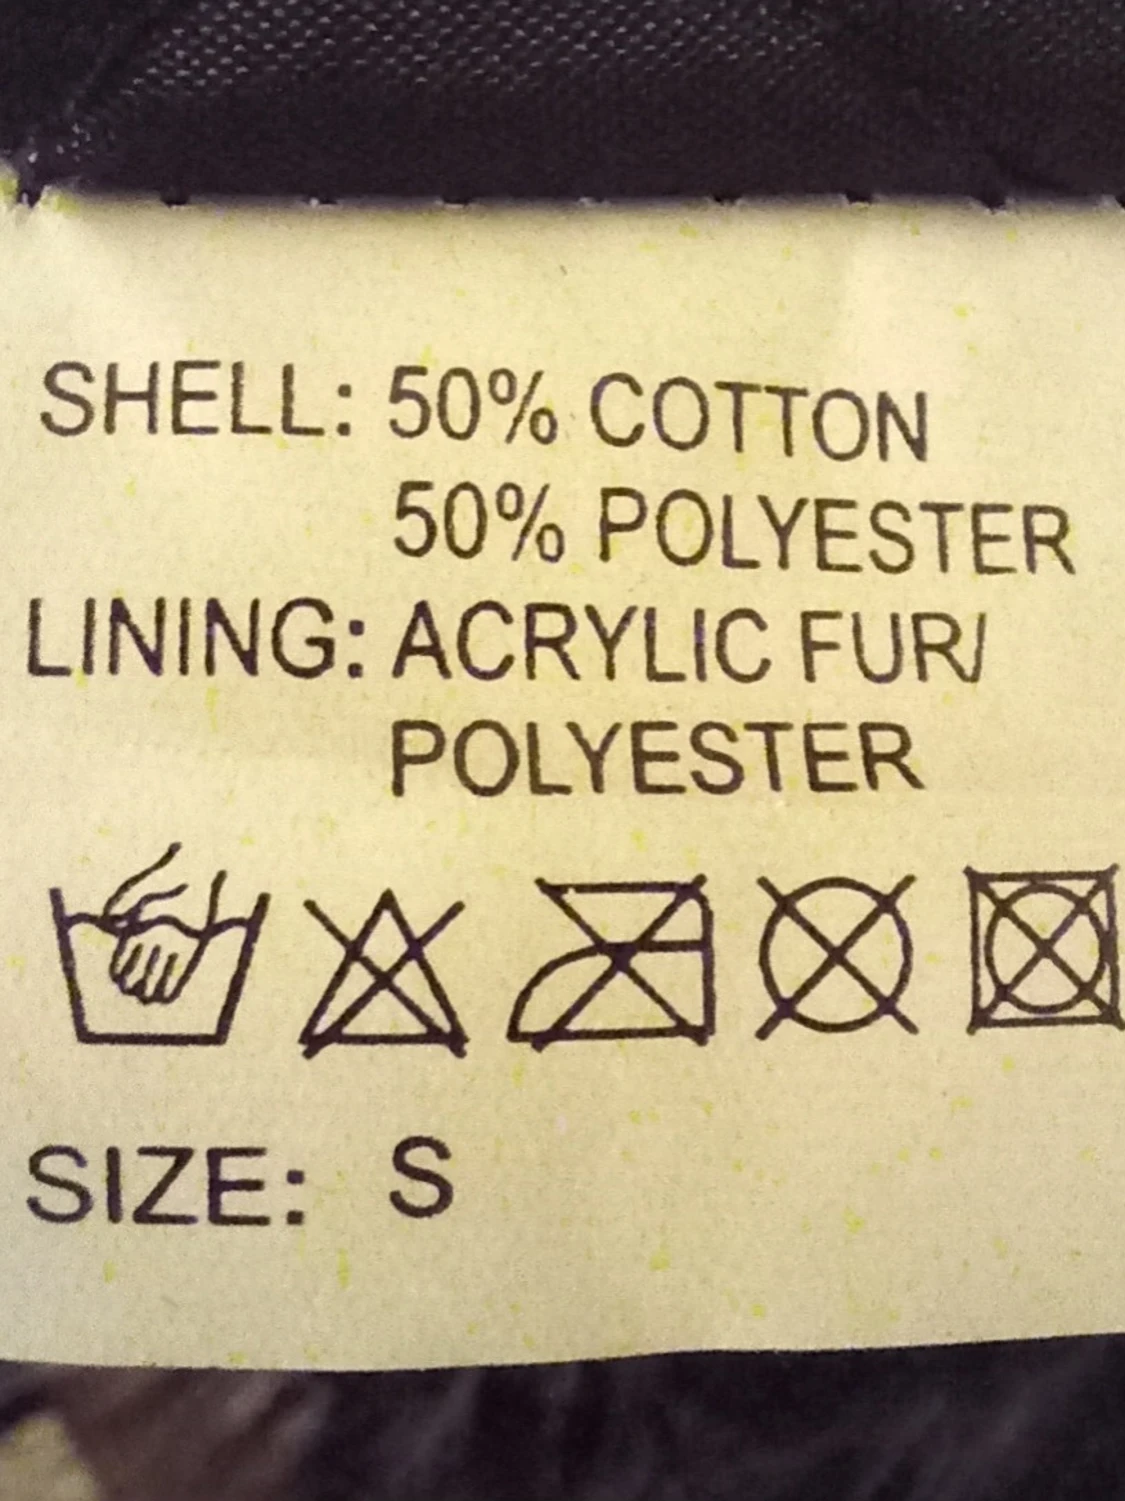 SHELL: 50% COTTON
50% POLYESTER
LINING: ACRYLIC FUR/
POLYESTER
SIZE: S